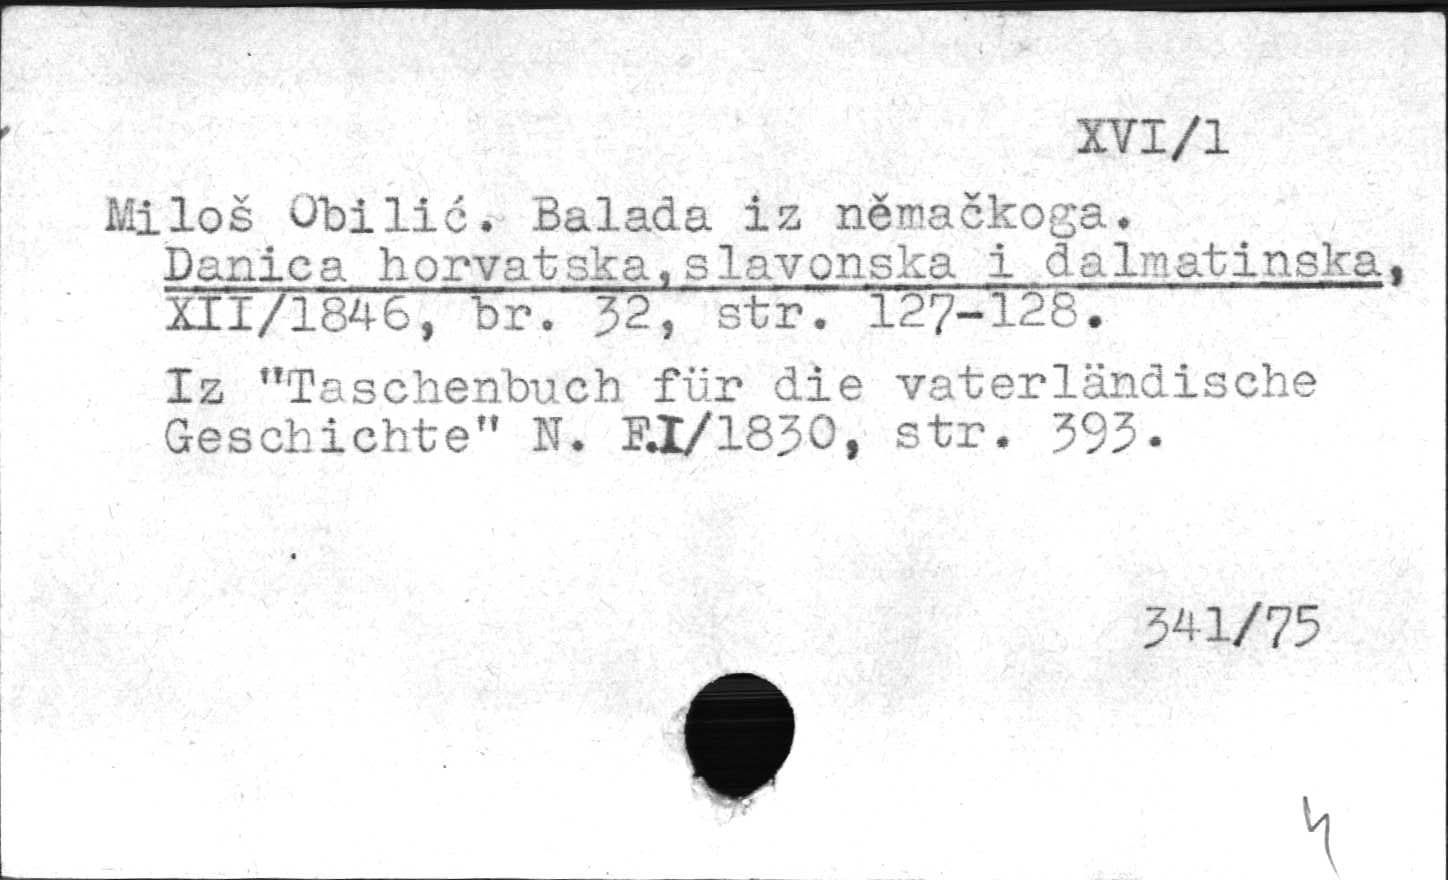 XVI/1
Miloš Obilić. Balada iz němačkoga.
Danica horvatska,slavonska i dalmatinska,
XII/1846, br. 32, str. 127-128.
Iz "Taschenbuch für die vaterländische
Geschichte" N. F.I/1830, str. 393.
341/75